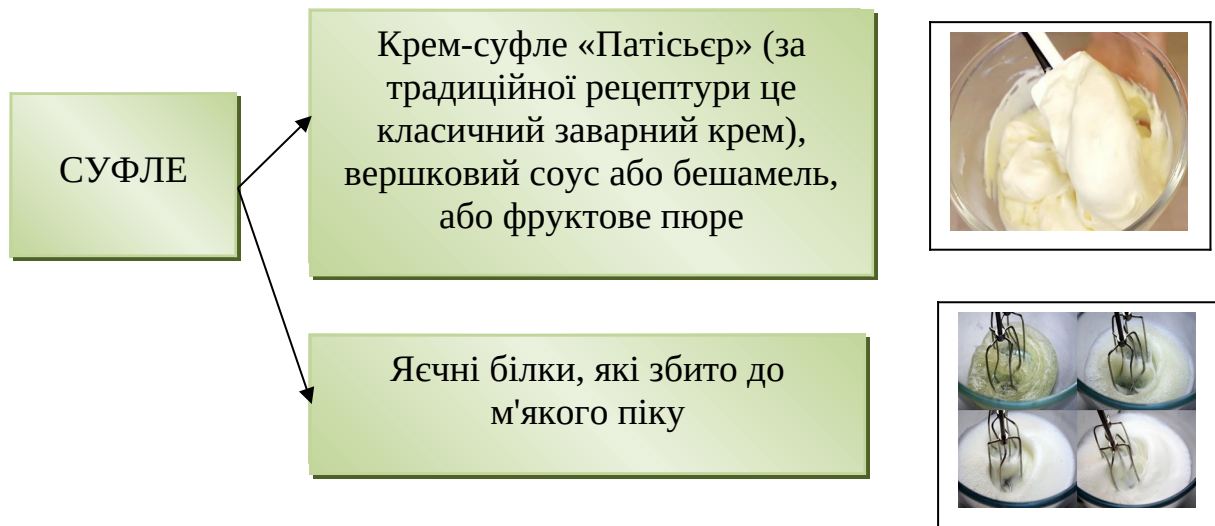 СУФЛЕ
Крем-суфле «Патісьєр» (за
традиційної рецептури це
класичний заварний крем),
вершковий соус або бешамель,
або фруктове пюре
Яєчні білки, які збито до
м'якого піку